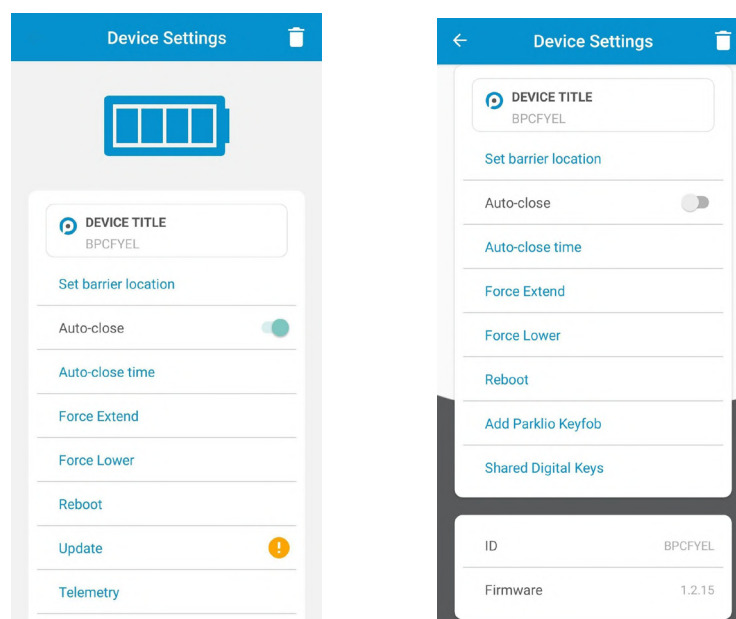 Device Settings
DEVICE TITLE
BPCFYEL
Set barrier location
Auto-close
Auto-close time
Force Extend
Force Lower
Reboot
Update
!
Telemetry
Device Settings
DEVICE TITLE
BPCFYEL
Set barrier location
Auto-close
Auto-close time
Force Extend
Force Lower
Reboot
Add Parklio Keyfob
Shared Digital Keys
ID BPCFYEL
Firmware 1.2.15